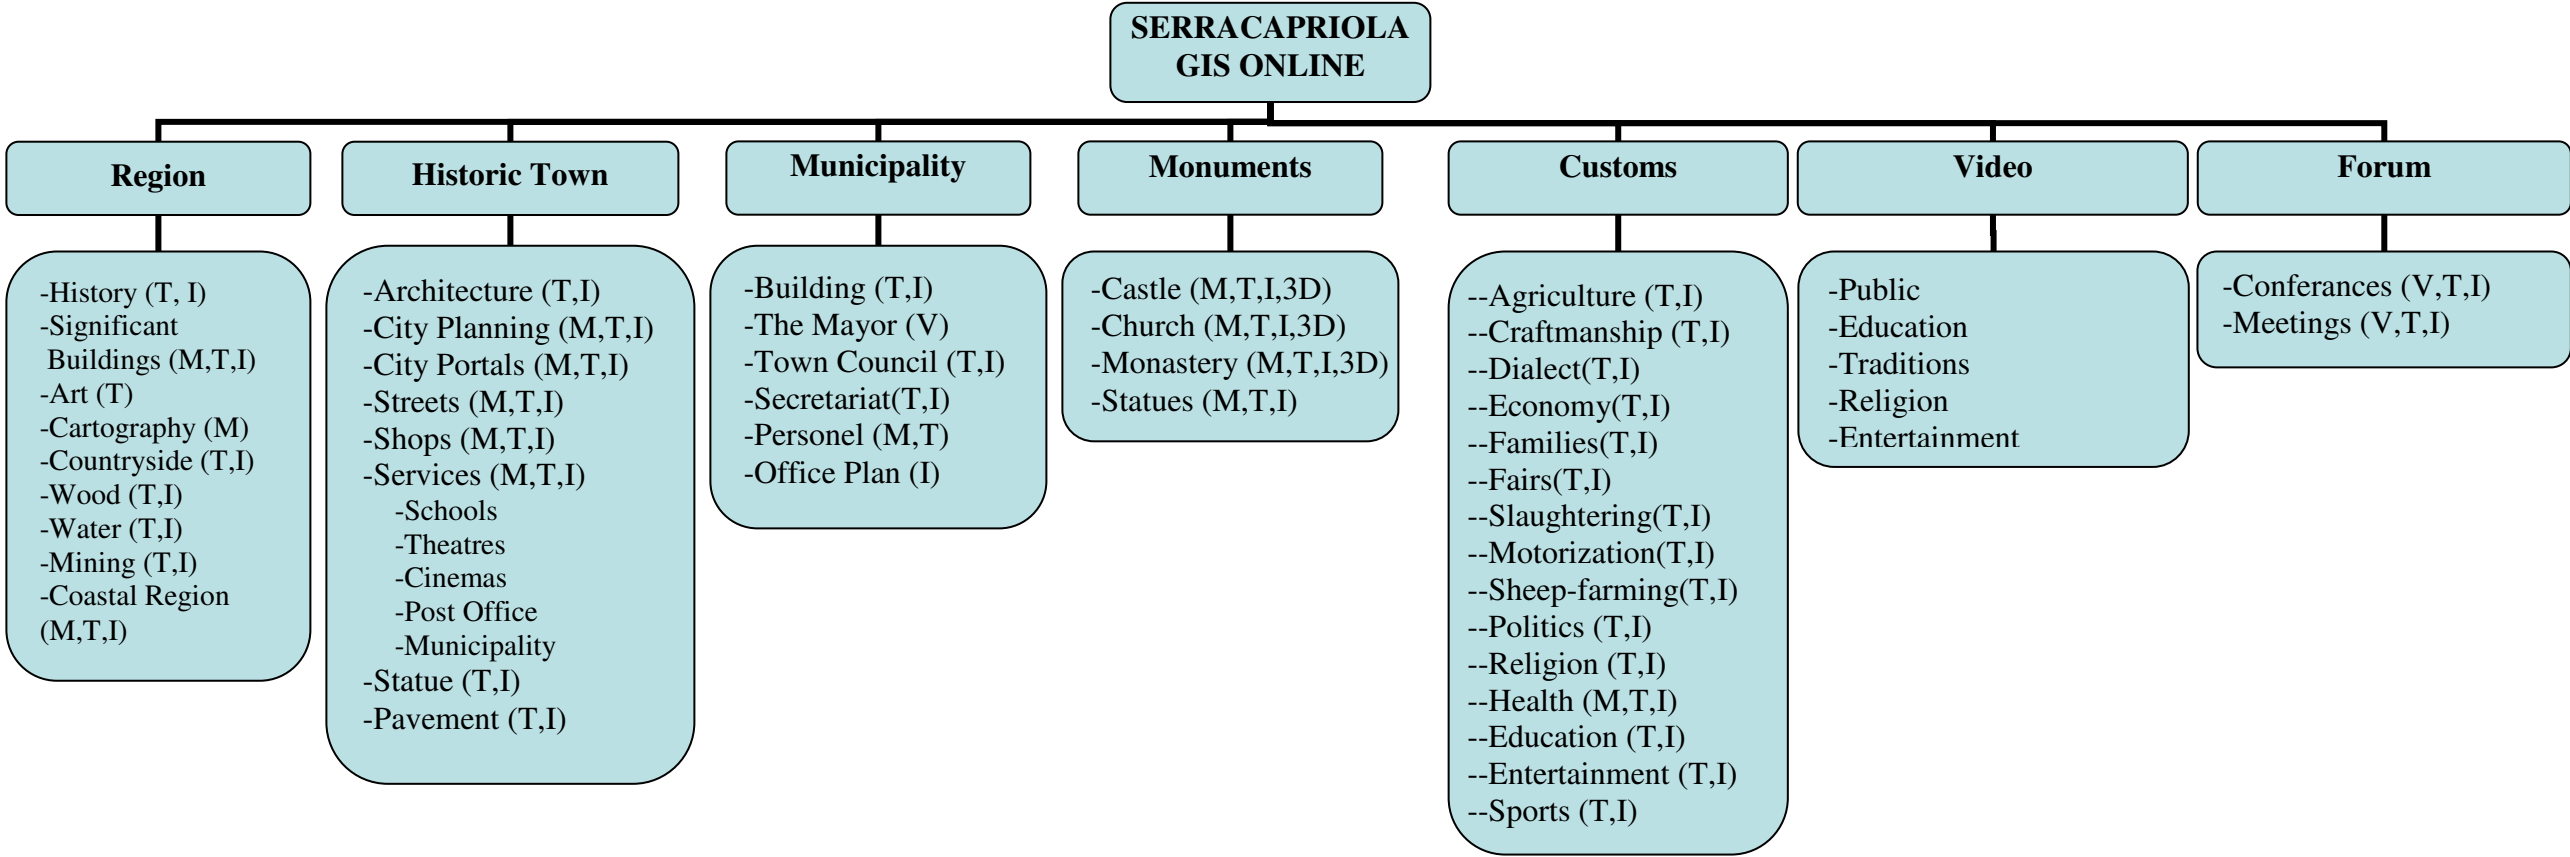 SERRACAPRIOLA
GIS ONLINE
Region
-History (T, I)
-Significant
Buildings (M,T,I)
-Art (T)
-Cartography (M)
-Countryside (T,I)
-Wood (T,I)
-Water (T,I)
-Mining (T,I)
-Coastal Region
(M,T,I)
Historic Town
-Architecture (T,I)
-City Planning (M,T,I)
-City Portals (M,T,I)
-Streets (M,T,I)
-Shops (M,T,I)
-Services (M,T,I)
-Schools
-Theatres
-Cinemas
-Post Office
-Municipality
-Statue (T,I)
-Pavement (T,I)
Municipality
-Building (T,I)
-The Mayor (V)
-Town Council (T,I)
-Secretariat(T,I)
-Personel (M,T)
-Office Plan (I)
Monuments
-Castle (M,T,I,3D)
-Church (M,T,I,3D)
-Monastery (M,T,I,3D)
-Statues (M,T,I)
Customs
--Agriculture (T,I)
--Craftmanship (T,I)
--Dialect(T,I)
--Economy(T,I)
--Families(T,I)
--Fairs(T,I)
--Slaughtering(T,I)
--Motorization(T,I)
--Sheep-farming(T,I)
--Politics (T,I)
--Religion (T,I)
--Health (M,T,I)
--Education (T,I)
--Entertainment (T,I)
--Sports (T,I)
Video
-Public
-Education
-Traditions
-Religion
-Entertainment
Forum
-Conferances (V,T,I)
-Meetings (V,T,I)